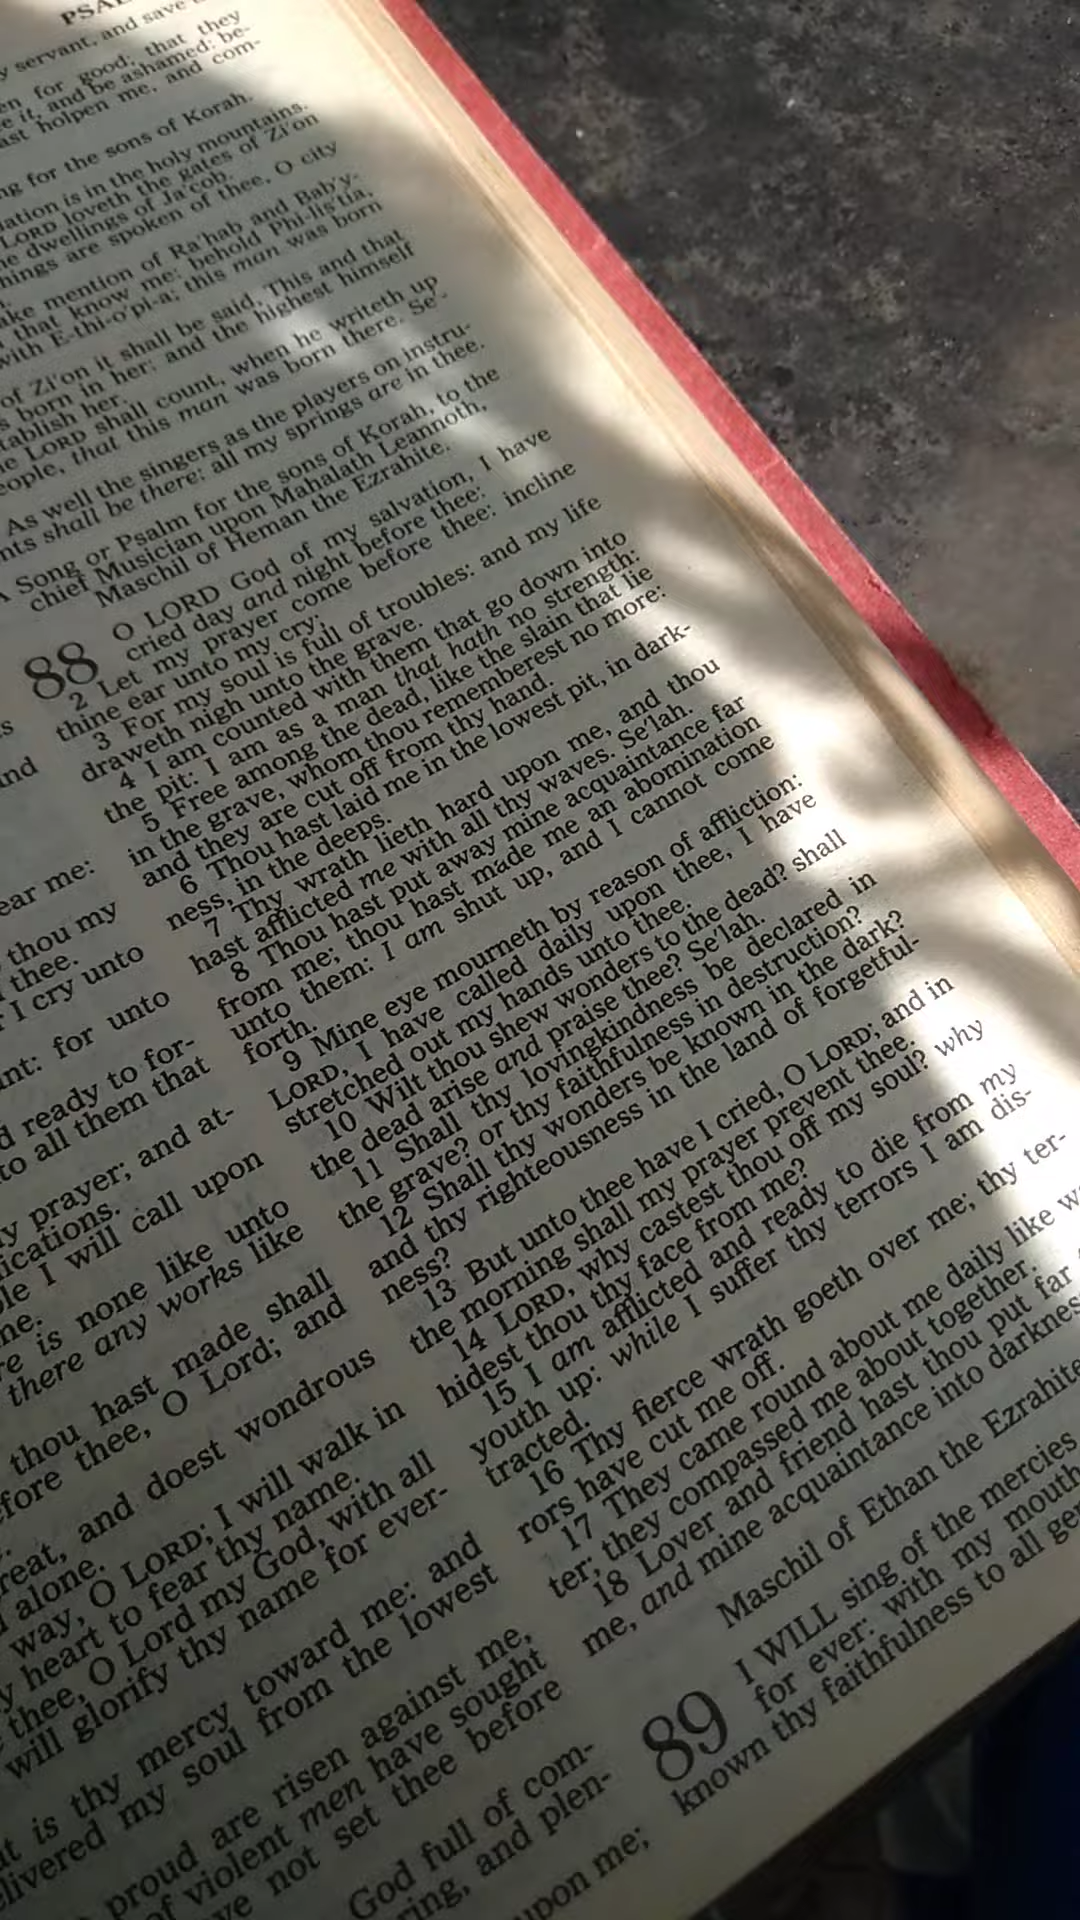 PSAL
y servant, and save
s
nd
ear me:
thou my
thee.
I cry unto
nt: for unto
d ready to for-
to all them that
y prayer; and at-
ications.
le I will call upon
me.
re is none like unto
there any works like
thou hast made shall
fore thee, O Lord; and
reat, and doest wondrous
alone.
way, O LORD; I will walk in
heart to fear thy name.
thee, O Lord my God, with all
will glorify thy name for ever-
t is thy mercy toward me: and
elivered my soul from the lowest
proud are risen against me,
of violent men have sought
ve not set thee before
God full of com-
ring, and plen-
upon me;
en for good; that they
e it, and be ashamed: be-
ast holpen me, and com-
ng for the sons of Korah.
dation is in the holy mountains.
LORD loveth the gates of Zi'on
he dwellings of Ja'cob.
hings are spoken of thee, O city
ake mention of Ra'hab and Bab'y-
that know me: behold Phi-lis'tia,
with E-thi-o'pi-a; this man was born
of Zi'on it shall be said, This and that
born in her: and the highest himself
tablish her.
e LORD shall count, when he writeth up
eople, that this man was born there. Se'-
As well the singers as the players on instru-
nts shall be there: all my springs are in thee.
A Song or Psalm for the sons of Korah, to the
chief Musician upon Mahalath Leannoth,
Maschil of Heman the Ezrahite.
88 O LORD God of my salvation, I have
cried day and night before thee:
2 Let my prayer come before thee: incline
thine ear unto my cry;
3 For my soul is full of troubles: and my life
draweth nigh unto the grave.
4 I am counted with them that go down into
the pit: I am as a man that hath no strength:
5 Free among the dead, like the slain that lie
in the grave, whom thou rememberest no more:
and they are cut off from thy hand.
6 Thou hast laid me in the lowest pit, in dark-
ness, in the deeps.
7 Thy wrath lieth hard upon me, and thou
hast afflicted me with all thy waves. Se'lah.
8 Thou hast put away mine acquaintance far
from me; thou hast made me an abomination
unto them: I am shut up, and I cannot come
forth.
9 Mine eye mourneth by reason of affliction:
LORD, I have called daily upon thee, I have
stretched out my hands unto thee.
10 Wilt thou shew wonders to the dead? shall
the dead arise and praise thee? Se'lah.
11 Shall thy lovingkindness be declared in
the grave? or thy faithfulness in destruction?
12 Shall thy wonders be known in the dark?
and thy righteousness in the land of forgetful-
ness?
13 But unto thee have I cried, O LORD; and in
the morning shall my prayer prevent thee.
14 LORD, why castest thou off my soul? why
hidest thou thy face from me?
15 I am afflicted and ready to die from my
youth up: while I suffer thy terrors I am dis-
tracted.
16 Thy fierce wrath goeth over me; thy ter-
rors have cut me off.
17 They came round about me daily like wa
ter; they compassed me about together.
18 Lover and friend hast thou put far
me, and mine acquaintance into darknes
Maschil of Ethan the Ezrahite
89 I WILL sing of the mercies
for ever: with my mouth
known thy faithfulness to all gen